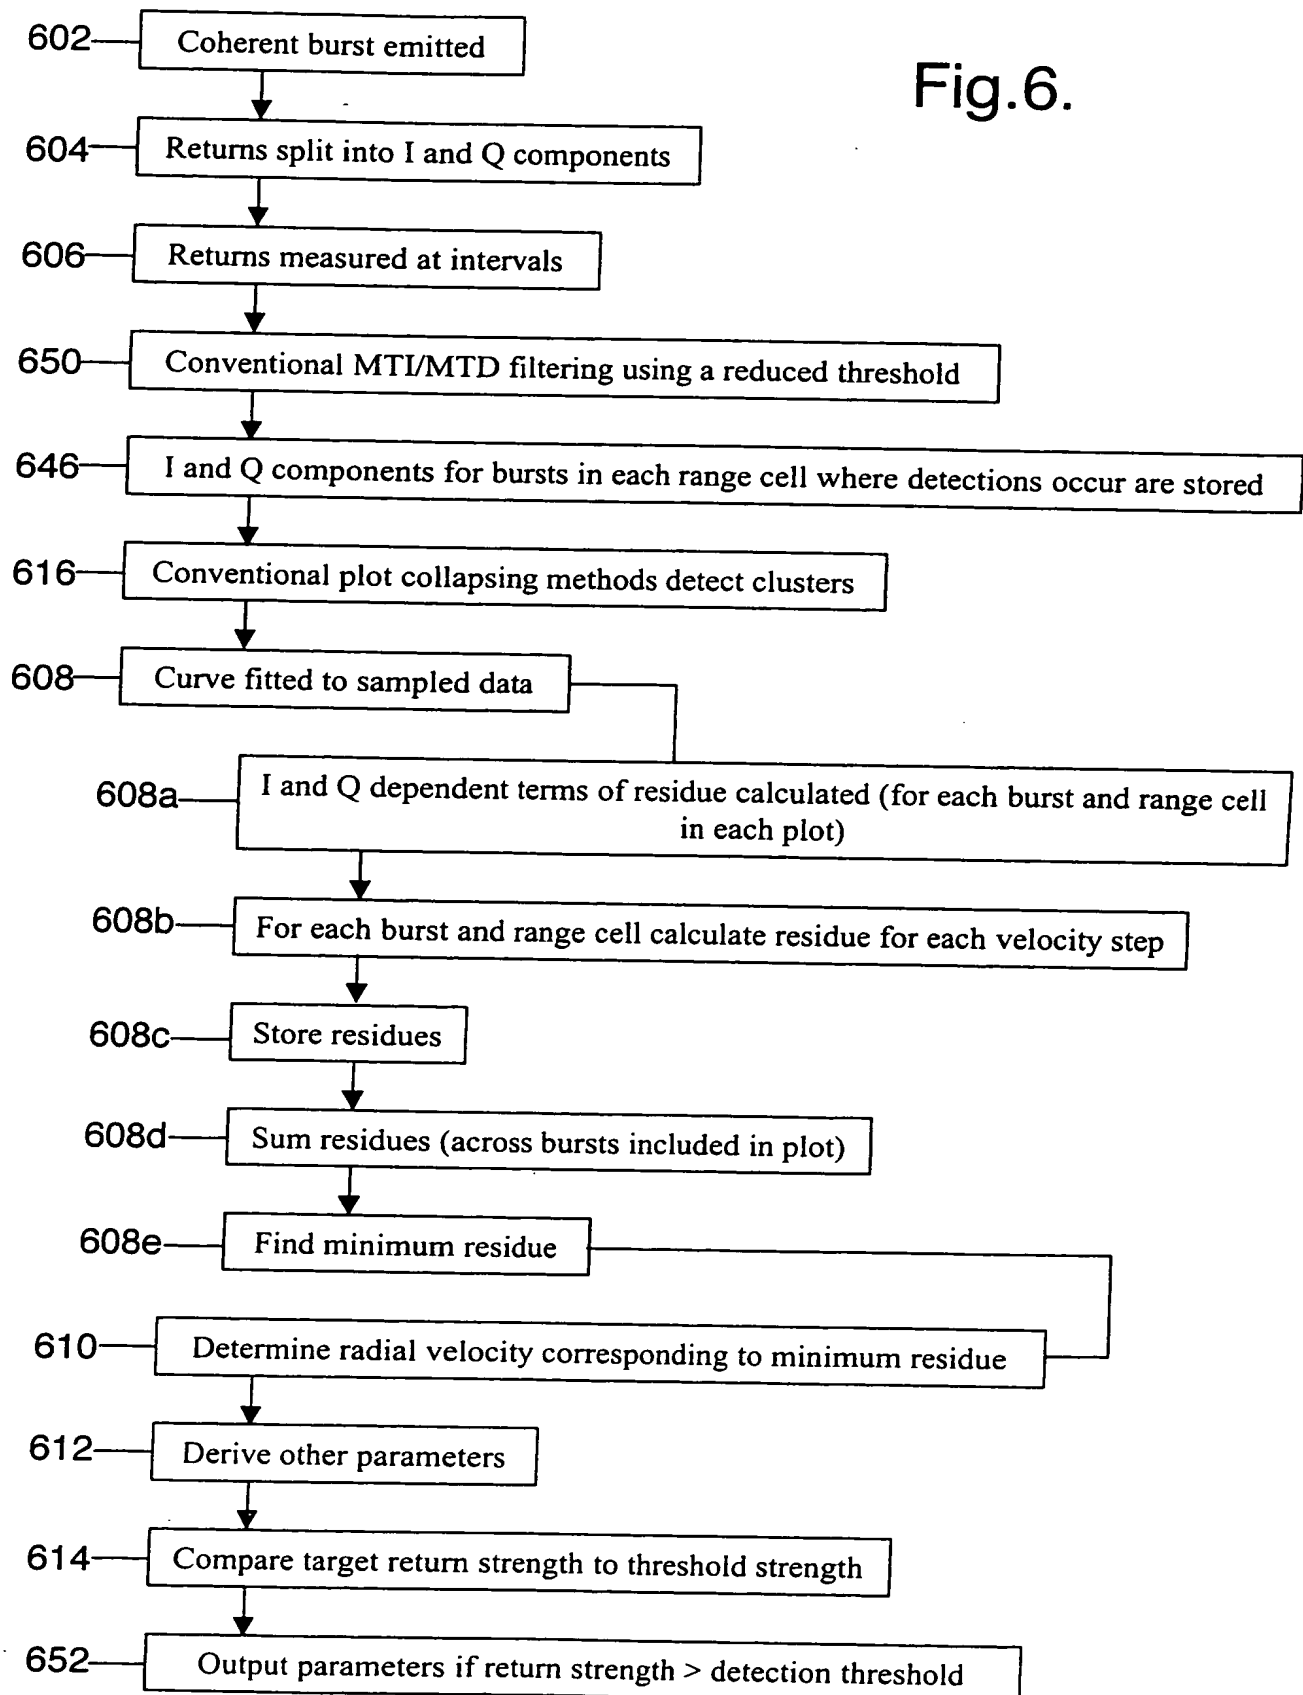 Fig.6.
602 Coherent burst emitted
604 Returns split into I and Q components
606 Returns measured at intervals
650 Conventional MTI/MTD filtering using a reduced threshold
646 I and Q components for bursts in each range cell where detections occur are stored
616 Conventional plot collapsing methods detect clusters
608 Curve fitted to sampled data
608a I and Q dependent terms of residue calculated (for each burst and range cell
in each plot)
608b For each burst and range cell calculate residue for each velocity step
608c Store residues
608d Sum residues (across bursts included in plot)
608e Find minimum residue
610 Determine radial velocity corresponding to minimum residue
612 Derive other parameters
614 Compare target return strength to threshold strength
652 Output parameters if return strength > detection threshold